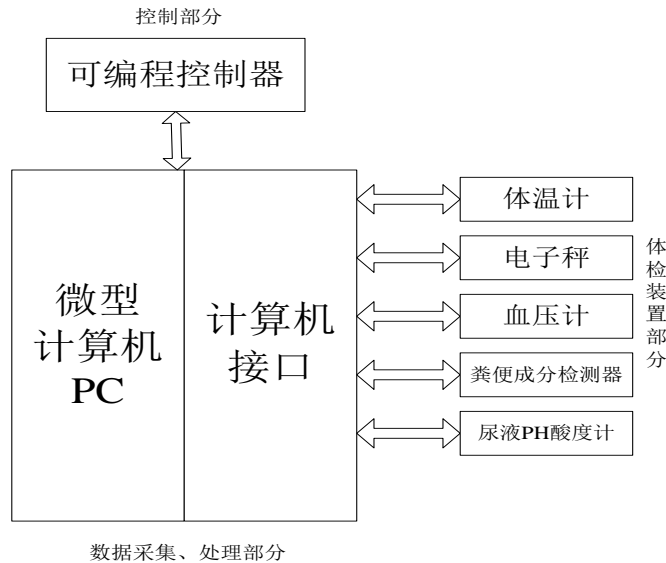 控制部分
可编程控制器
微型
计算机
PC
计算机
接口
体温计
电子秤
血压计
粪便成分检测器
尿液PH酸度计
体
检
装
置
部
分
数据采集、处理部分